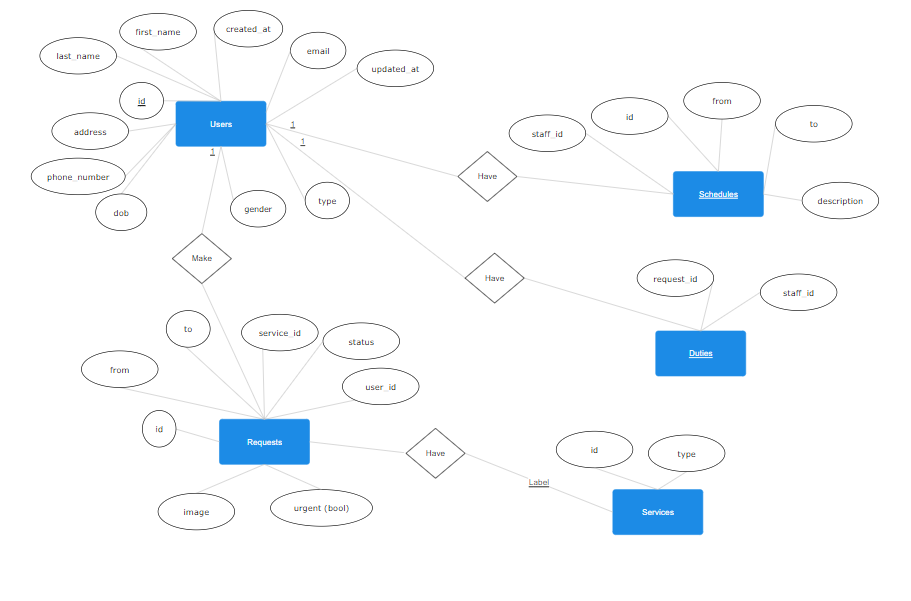 first_name
created_at
last_name
email
updated_at
id
Users
address
phone_number
dob
gender
type
1
1
1
Have
staff_id
id
from
to
Schedules
description
Make
Have
request_id
staff_id
Duties
to
service_id
status
from
user_id
id
Requests
Have
image
urgent (bool)
Label
id
type
Services